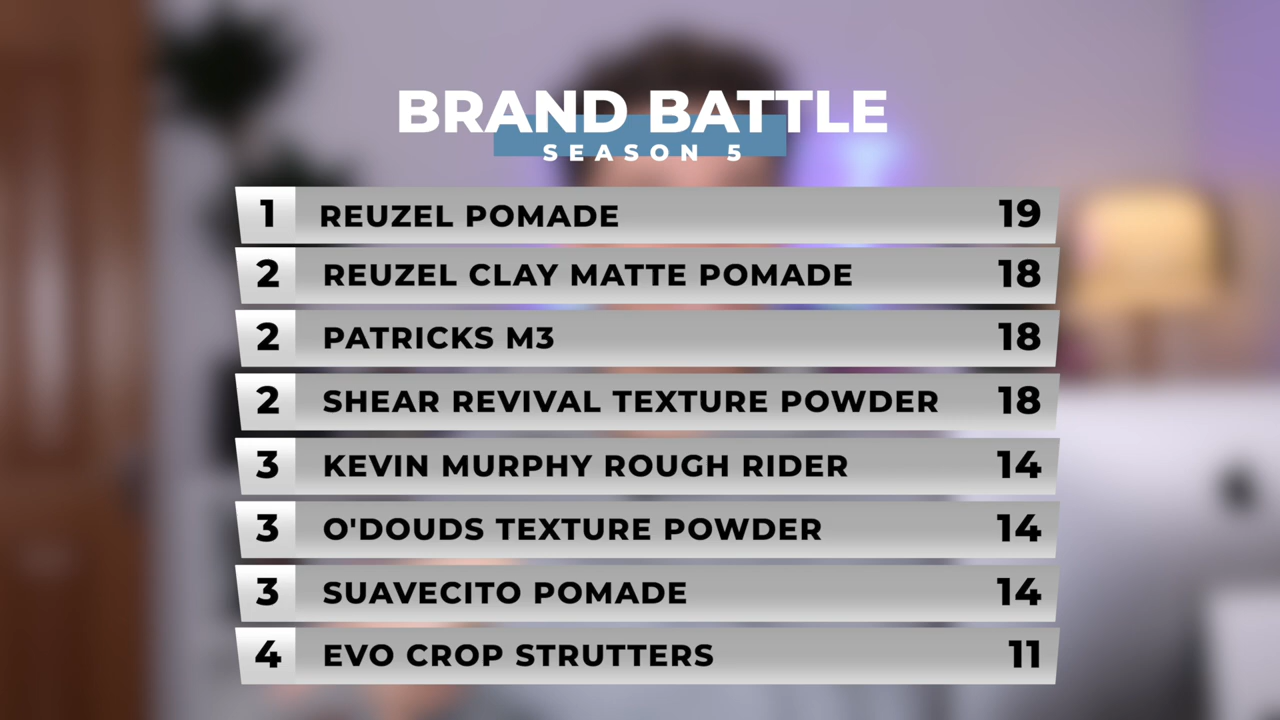 BRAND BATTLE
SEASON 5
1 REUZEL POMADE 19
2 REUZEL CLAY MATTE POMADE 18
2 PATRICKS M3 18
2 SHEAR REVIVAL TEXTURE POWDER 18
3 KEVIN MURPHY ROUGH RIDER 14
3 O'DOUDS TEXTURE POWDER 14
3 SUAVECITO POMADE 14
4 EVO CROP STRUTTERS 11